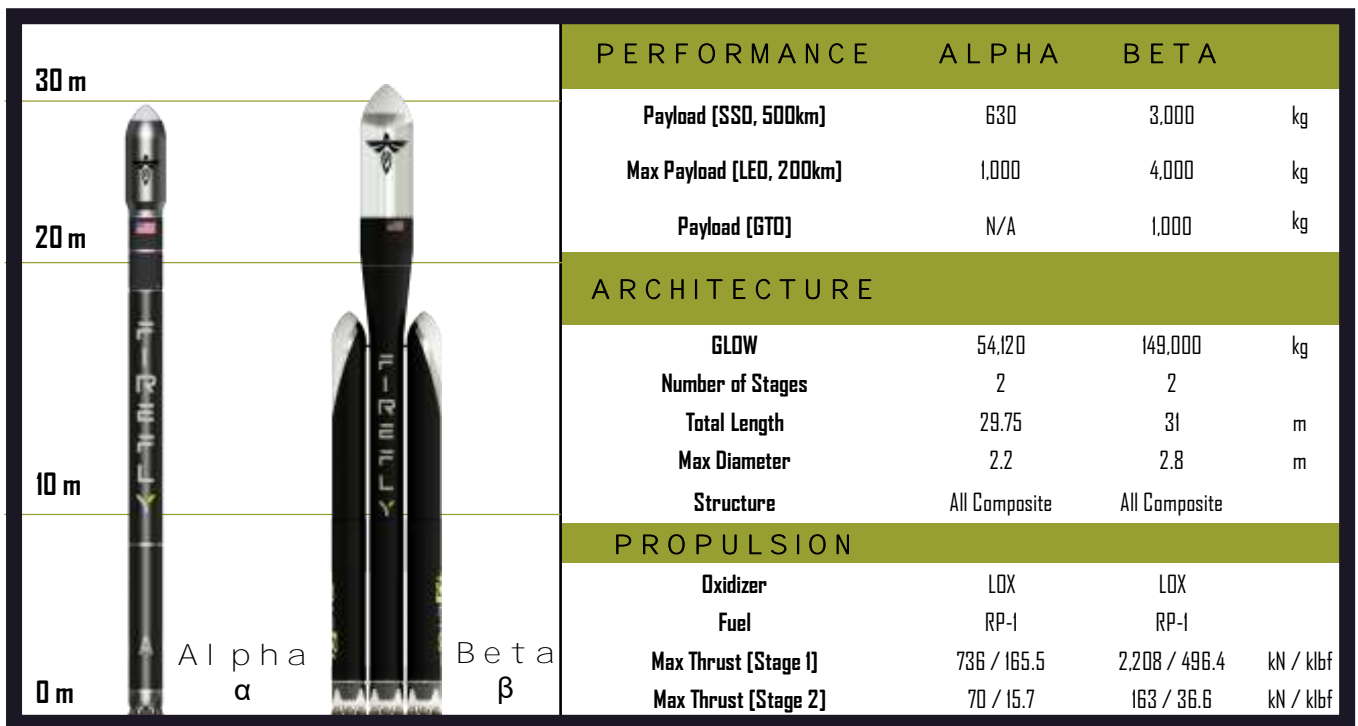 30 m
20 m
10 m
0 m
FIREFLY
A
Alpha
α
FIREFLY
Beta
β
PERFORMANCE ALPHA BETA
Payload [SSO, 500km] 630 3,000 kg
Max Payload [LEO, 200km] 1,000 4,000 kg
Payload [GTO] N/A 1,000 kg
ARCHITECTURE
GLOW 54,120 149,000 kg
Number of Stages 2 2
Total Length 29.75 31 m
Max Diameter 2.2 2.8 m
Structure All Composite All Composite
PROPULSION
Oxidizer LOX LOX
Fuel RP-1 RP-1
Max Thrust [Stage 1] 736 / 165.5 2,208 / 496.4 kN / klbf
Max Thrust [Stage 2] 70 / 15.7 163 / 36.6 kN / klbf